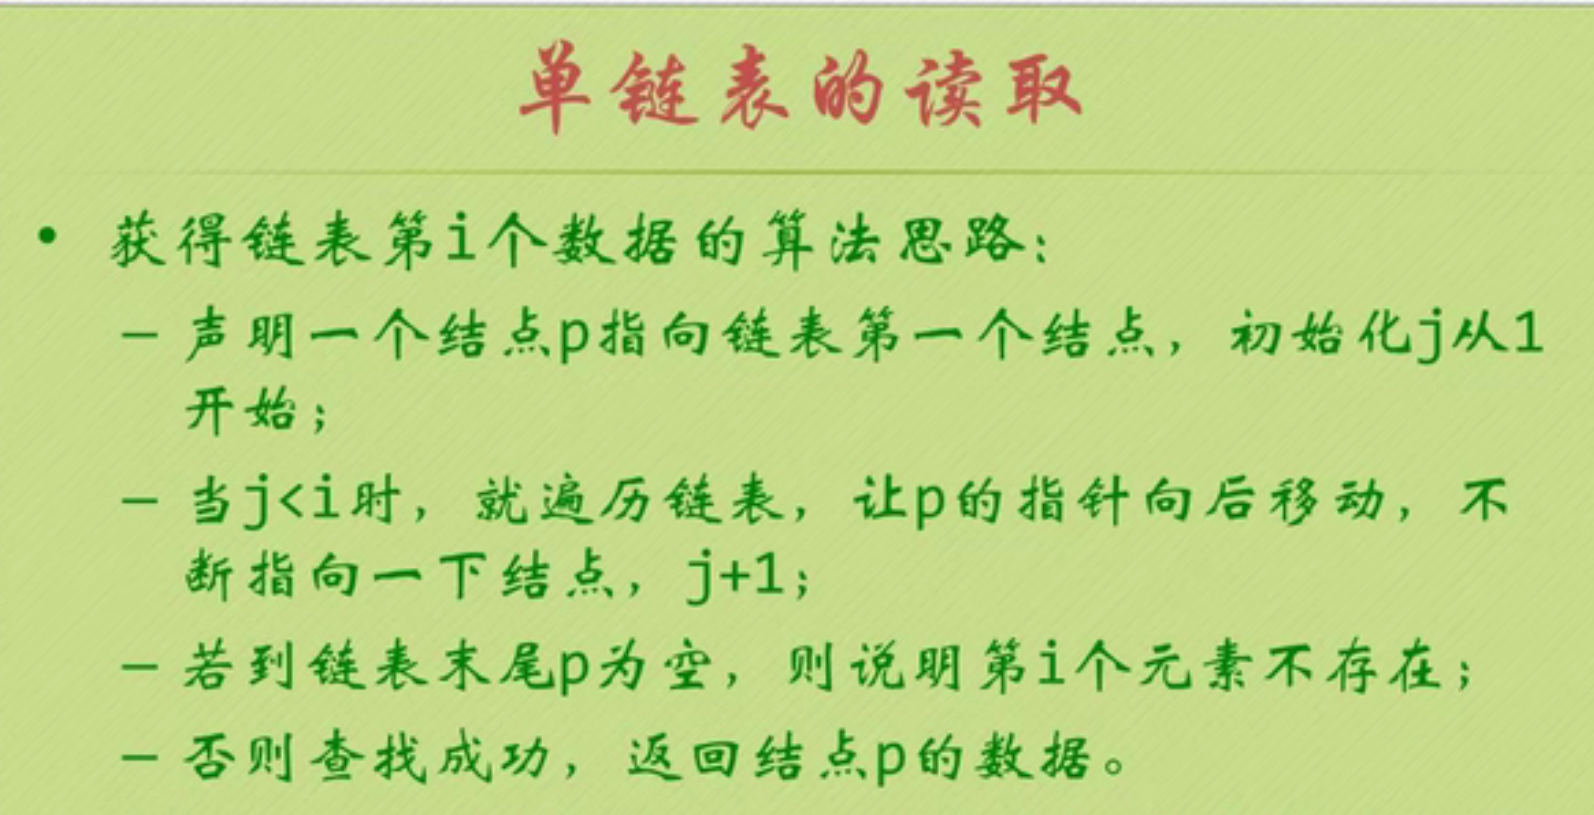 单链表的读取
• 获得链表第i个数据的算法思路：
– 声明一个结点p指向链表第一个结点，初始化j从1
开始；
– 当j<i时，就遍历链表，让p的指针向后移动，不
断指向一下结点，j+1；
– 若到链表末尾p为空，则说明第i个元素不存在；
– 否则查找成功，返回结点p的数据。